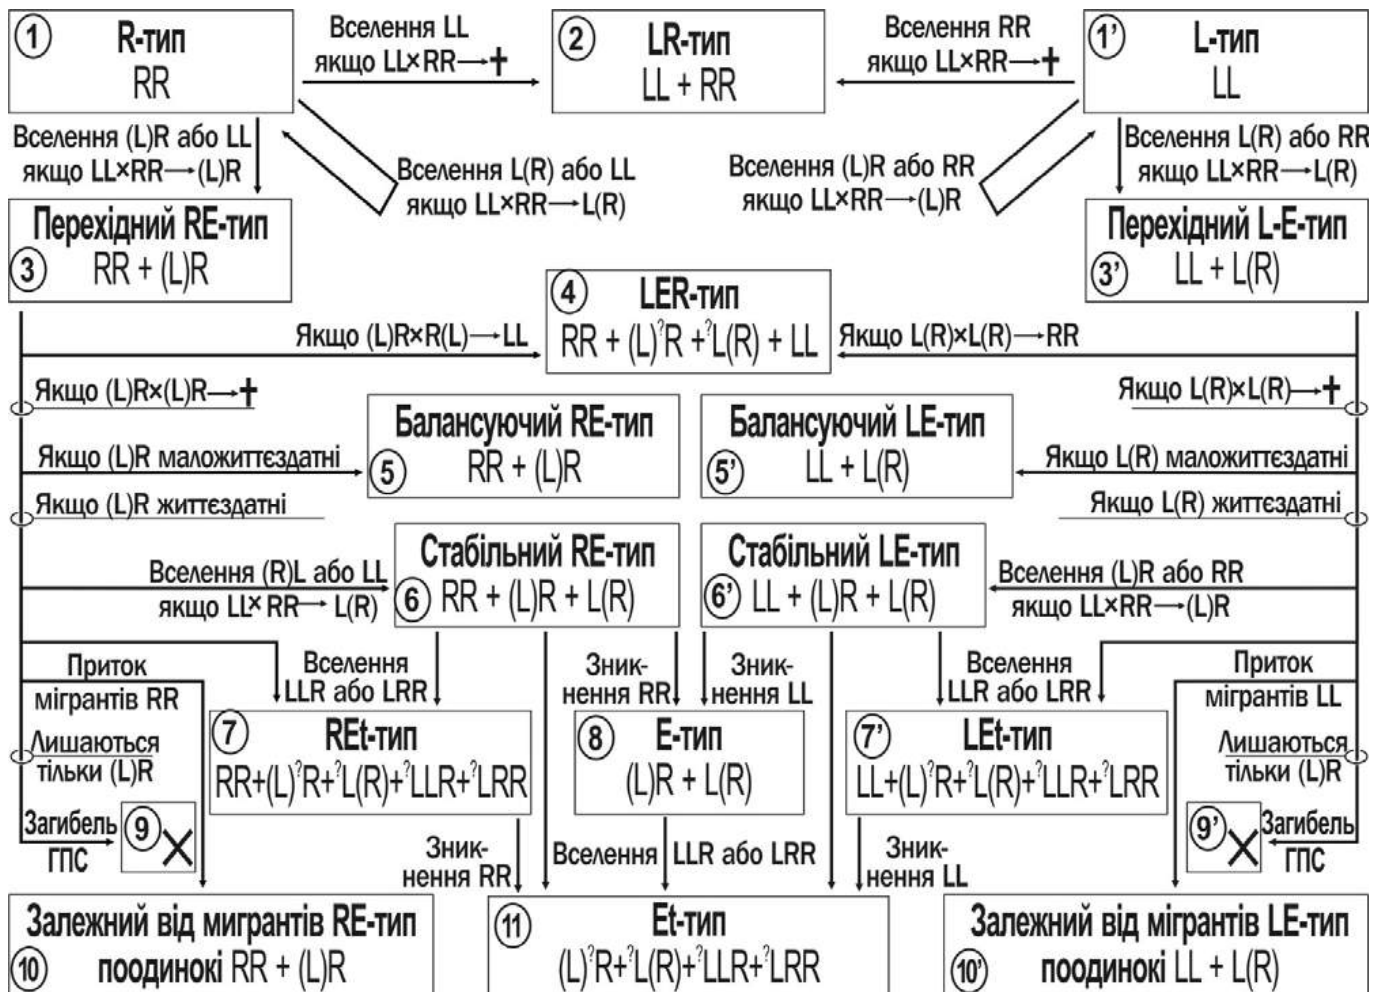 1
R-тип
RR
Вселення LL
якщо LL×RR→✝
2
LR-тип
LL + RR
Вселення RR
якщо LL×RR→✝
1'
L-тип
LL
Вселення (L)R або LL
якщо LL×RR→(L)R
Вселення L(R) або LL
якщо LL×RR→L(R)
Вселення (L)R або RR
якщо LL×RR→(L)R
Вселення L(R) або RR
якщо LL×RR→L(R)
Перехідний RE-тип
3
RR + (L)R
Перехідний L-E-тип
3'
LL + L(R)
4
LER-тип
RR + (L)?R +?L(R) + LL
Якщо (L)R×R(L)→LL
Якщо L(R)×L(R)→RR
Якщо (L)R×(L)R→✝
Якщо L(R)×L(R)→✝
Балансуючий RE-тип
5
RR + (L)R
Балансуючий LE-тип
5'
LL + L(R)
Якщо (L)R маложиттєздатні
Якщо L(R) маложиттєздатні
Якщо (L)R життєздатні
Якщо L(R) життєздатні
Стабільний RE-тип
6
RR + (L)R + L(R)
Стабільний LE-тип
6'
LL + (L)R + L(R)
Вселення (R)L або LL
якщо LL×RR→ L(R)
Вселення (L)R або RR
якщо LL×RR→(L)R
Приток
мігрантів RR
Вселення
LLR або LRR
Зник-
нення RR
Зник-
нення LL
Вселення
LLR або LRR
Приток
мігрантів LL
7
REt-тип
RR+(L)?R+?L(R)+?LLR+?LRR
8
E-тип
(L)R + L(R)
7'
LEt-тип
LL+(L)?R+?L(R)+?LLR+?LRR
Лишаються
тільки (L)R
Лишаються
тільки (L)R
Загибель
ГПС
9
9'
Загибель
ГПС
Зник-
нення RR
Вселення LLR або LRR
Зник-
нення LL
Залежний від мигрантів RE-тип
10
поодинокі RR + (L)R
11
Et-тип
(L)?R+?L(R)+?LLR+?LRR
Залежний від мігрантів LE-тип
10'
поодинокі LL + L(R)